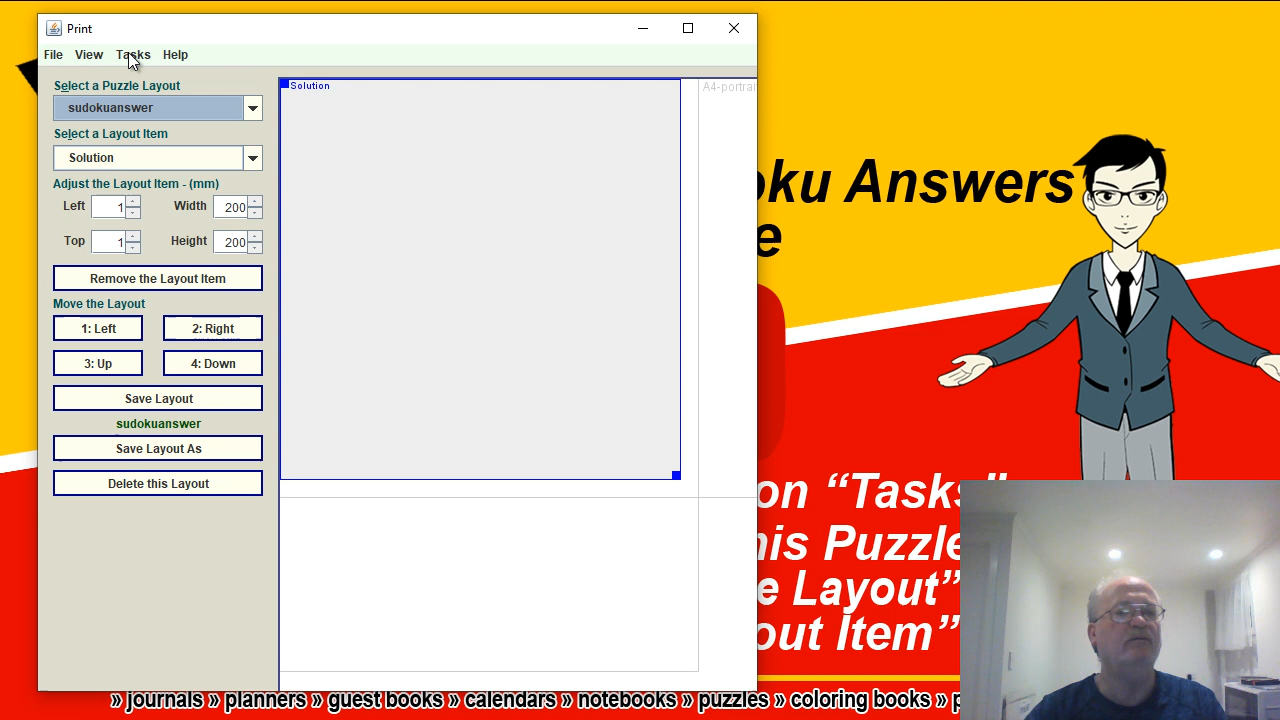 Print
File View Tasks Help
Select a Puzzle Layout
sudokuanswer
Select a Layout Item
Solution
Adjust the Layout Item - (mm)
Left 1 Width 200
Top 1 Height 200
Remove the Layout Item
Move the Layout
1: Left 2: Right
3: Up 4: Down
Save Layout
sudokuanswer
Save Layout As
Delete this Layout
Solution
A4-portrai
oku Answers
e
on “Tasks”
his Puzzle
e Layout”
out Item”
» journals » planners » guest books » calendars » notebooks » puzzles » coloring books » p